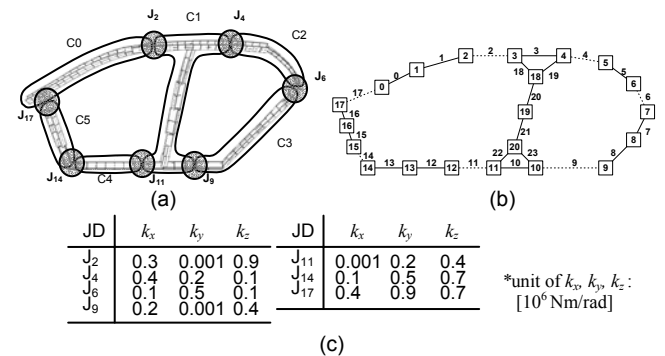 J2
C1
J4
C0
C2
J6
J17
C5
C3
J14
C4
J11
J9
(a)
0
1
2
3
4
5
6
7
8
9
10
11
12
13
14
15
16
17
18
19
20
0
1
2
3
4
5
6
6
7
8
9
10
11
12
13
14
15
16
17
18
19
20
21
22
23
(b)
JD kx ky kz
J2 0.3 0.001 0.9
J4 0.4 0.2 0.1
J6 0.1 0.5 0.1
J9 0.2 0.001 0.4
JD kx ky kz
J11 0.001 0.2 0.4
J14 0.1 0.5 0.7
J17 0.4 0.9 0.7
*unit of kx, ky, kz :
[10^6 Nm/rad]
(c)